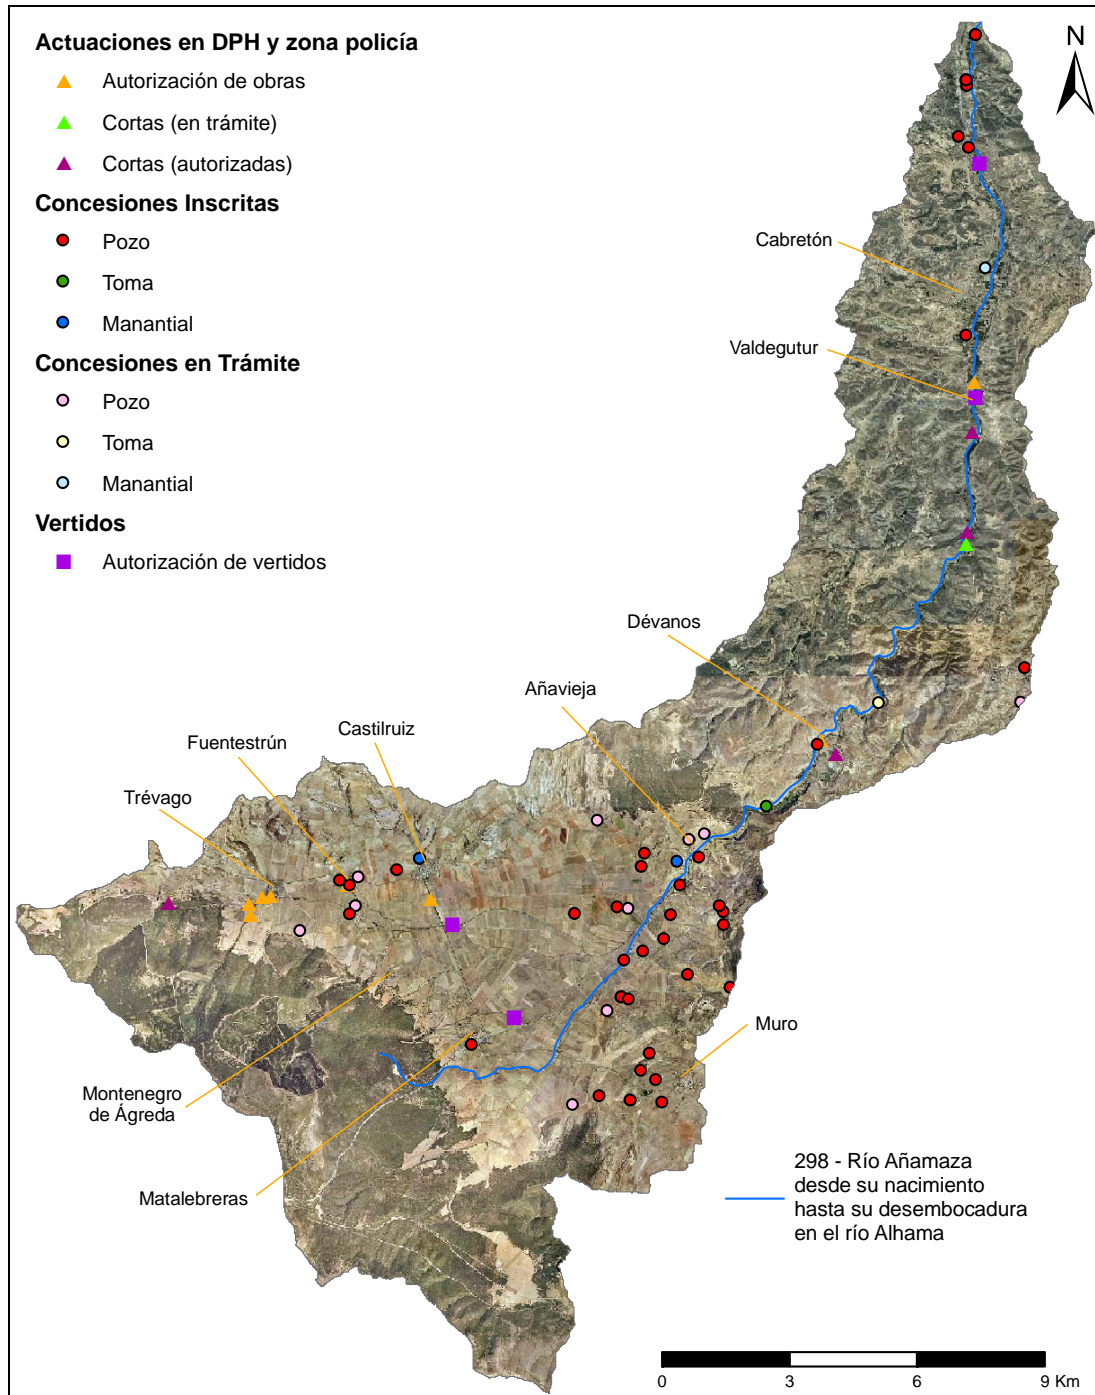 Actuaciones en DPH y zona policía
Autorización de obras
Cortas (en trámite)
Cortas (autorizadas)
Concesiones Inscritas
Pozo
Toma
Manantial
Concesiones en Trámite
Pozo
Toma
Manantial
Vertidos
Autorización de vertidos
N
Cabretón
Valdegutur
Dévanos
Añavieja
Castilruiz
Fuentestrún
Trévago
Muro
Montenegro
de Ágreda
Matalebreras
298 - Río Añamaza
desde su nacimiento
hasta su desembocadura
en el río Alhama
0 3 6 9 Km